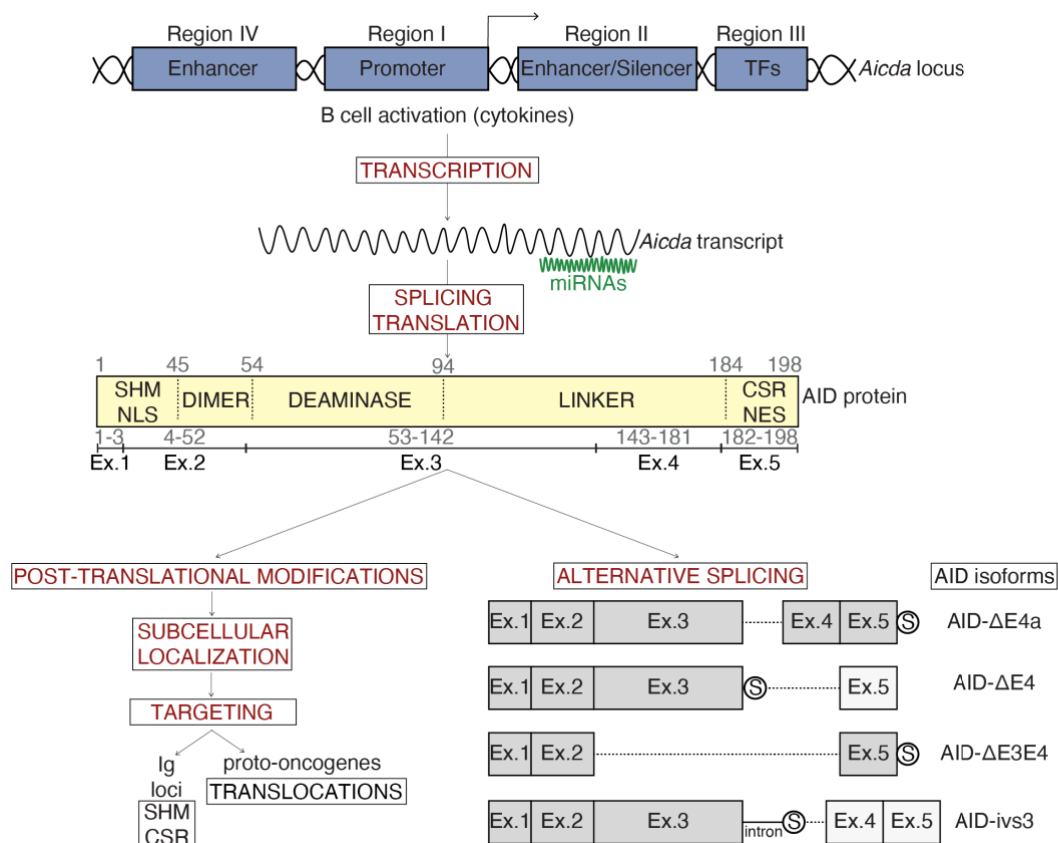 Region IV Region I Region II Region III
Enhancer Promoter Enhancer/Silencer TFs Aicda locus
B cell activation (cytokines)
TRANSCRIPTION
Aicda transcript
miRNAs
SPLICING
TRANSLATION
1 45 54 94 184 198
SHM
NLS
DIMER DEAMINASE LINKER
CSR
NES
AID protein
1-3 4-52 53-142 143-181 182-198
Ex.1 Ex.2 Ex.3 Ex.4 Ex.5
POST-TRANSLATIONAL MODIFICATIONS
SUBCELLULAR
LOCALIZATION
TARGETING
Ig
loci
SHM
CSR
proto-oncogenes
TRANSLOCATIONS
ALTERNATIVE SPLICING AID isoforms
Ex.1 Ex.2 Ex.3 Ex.4 Ex.5 S AID-ΔE4a
Ex.1 Ex.2 Ex.3 S Ex.5 AID-ΔE4
Ex.1 Ex.2 Ex.5 S AID-ΔE3E4
Ex.1 Ex.2 Ex.3 intron S Ex.4 Ex.5 AID-ivs3